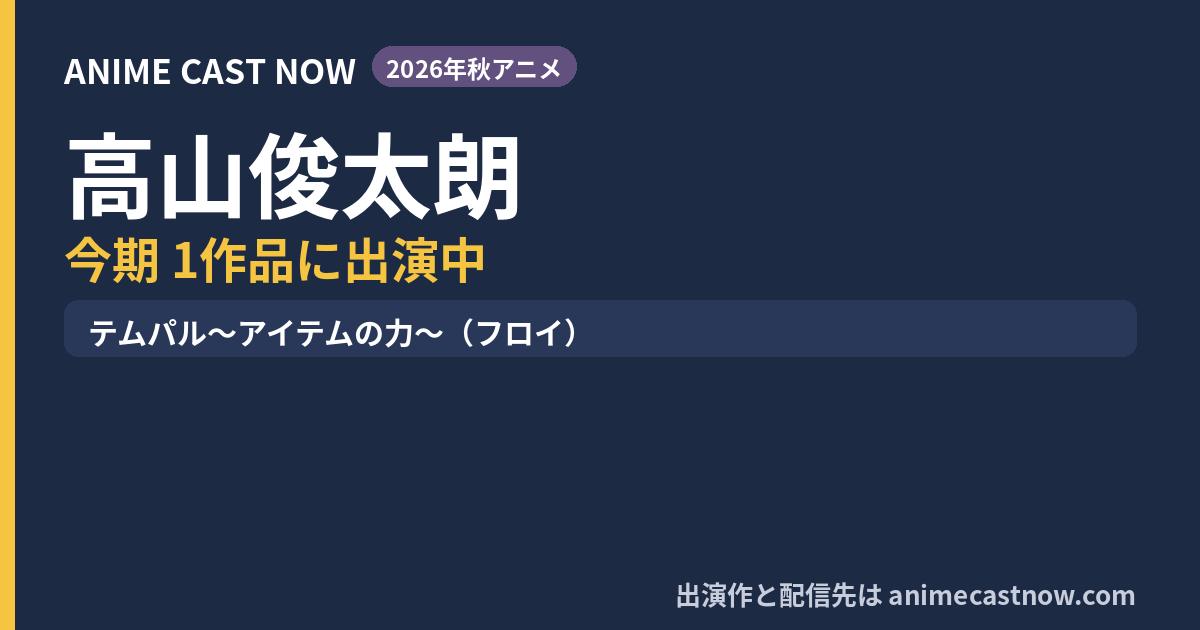 ANIME CAST NOW 2026年秋アニメ
高山俊太朗
今期 1作品に出演中
テムパル〜アイテムの力〜（フロイ）
出演作と配信先は animecastnow.com